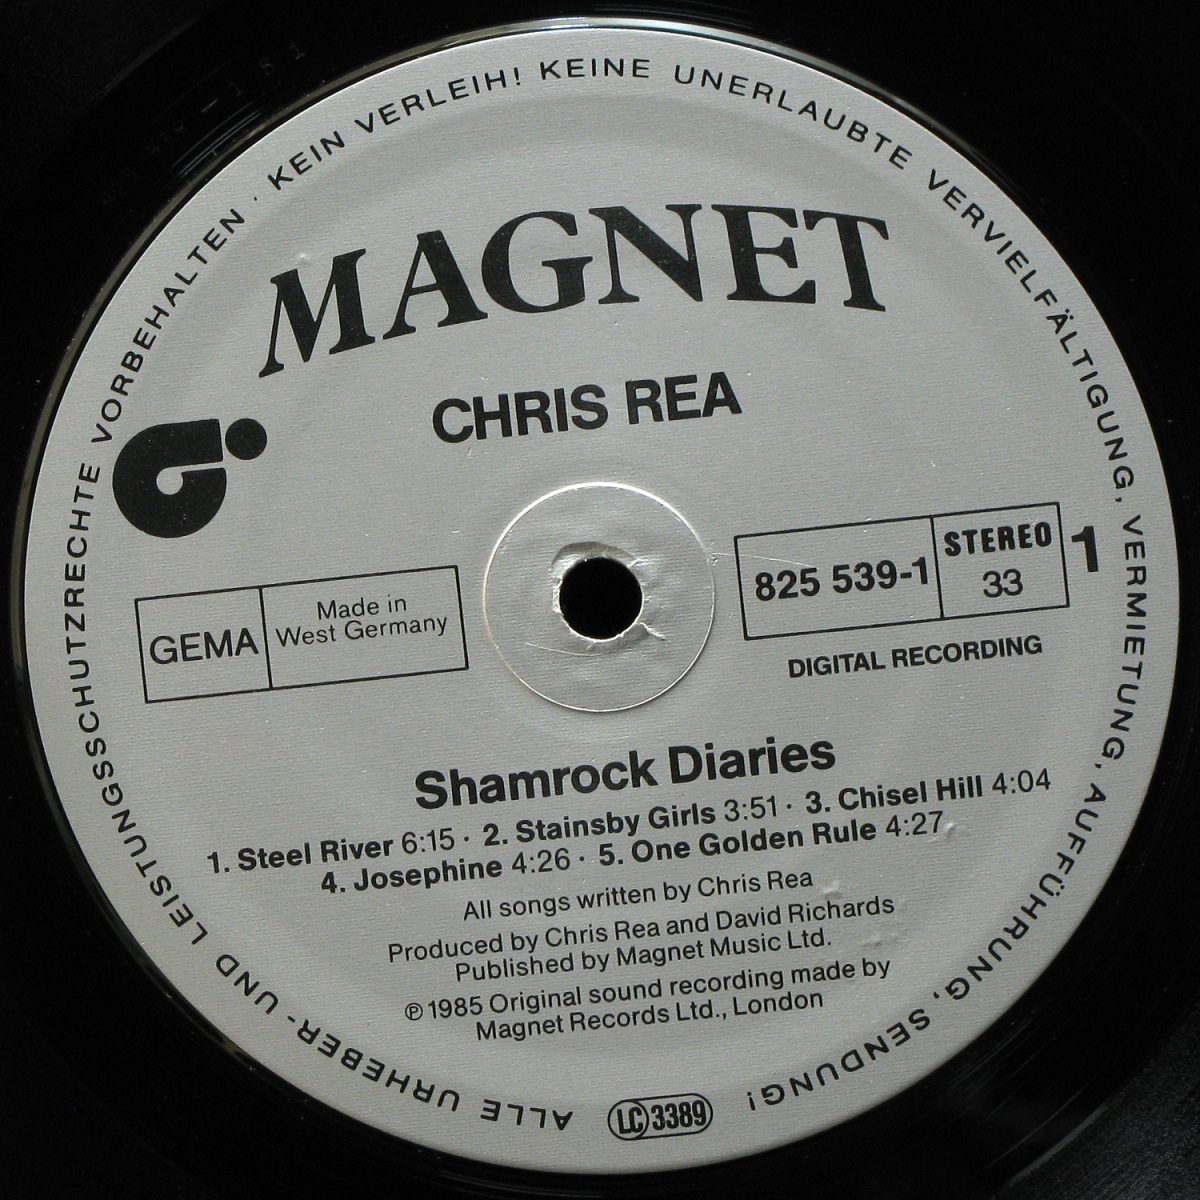 ALLE URHEBER- UND LEISTUNGSSCHUTZRECHTE VORBEHALTEN · KEIN VERLEIH! KEINE UNERLAUBTE VERVIELFÄLTIGUNG, VERMIETUNG, AUFFÜHRUNG, SENDUNG!
MAGNET
CHRIS REA
GEMA
Made in
West Germany
825 539-1
STEREO
33
1
DIGITAL RECORDING
Shamrock Diaries
1. Steel River 6:15 · 2. Stainsby Girls 3:51 · 3. Chisel Hill 4:04
4. Josephine 4:26 · 5. One Golden Rule 4:27
All songs written by Chris Rea
Produced by Chris Rea and David Richards
Published by Magnet Music Ltd.
℗ 1985 Original sound recording made by
Magnet Records Ltd., London
LC 3389